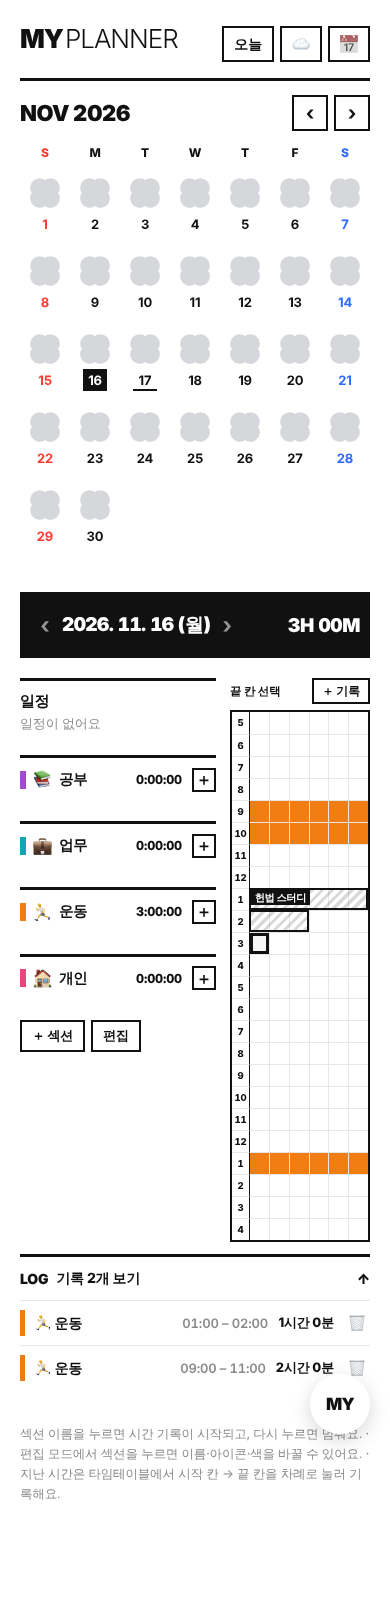 MY PLANNER
오늘
NOV 2026
‹ ›
S M T W T F S
1 2 3 4 5 6 7
8 9 10 11 12 13 14
15 16 17 18 19 20 21
22 23 24 25 26 27 28
29 30
‹ 2026. 11. 16 (월) › 3H 00M
일정
일정이 없어요
공부 0:00:00 +
업무 0:00:00 +
운동 3:00:00 +
개인 0:00:00 +
+ 섹션 편집
끝 칸 선택 + 기록
5
6
7
8
9
10
11
12
1 헌법 스터디
2
3
4
5
6
7
8
9
10
11
12
1
2
3
4
LOG 기록 2개 보기 ↑
운동 01:00 – 02:00 1시간 0분
운동 09:00 – 11:00 2시간 0분
MY
섹션 이름을 누르면 시간 기록이 시작되고, 다시 누르면 멈춰요. ·
편집 모드에서 섹션을 누르면 이름·아이콘·색을 바꿀 수 있어요. ·
지난 시간은 타임테이블에서 시작 칸 → 끝 칸을 차례로 눌러 기
록해요.